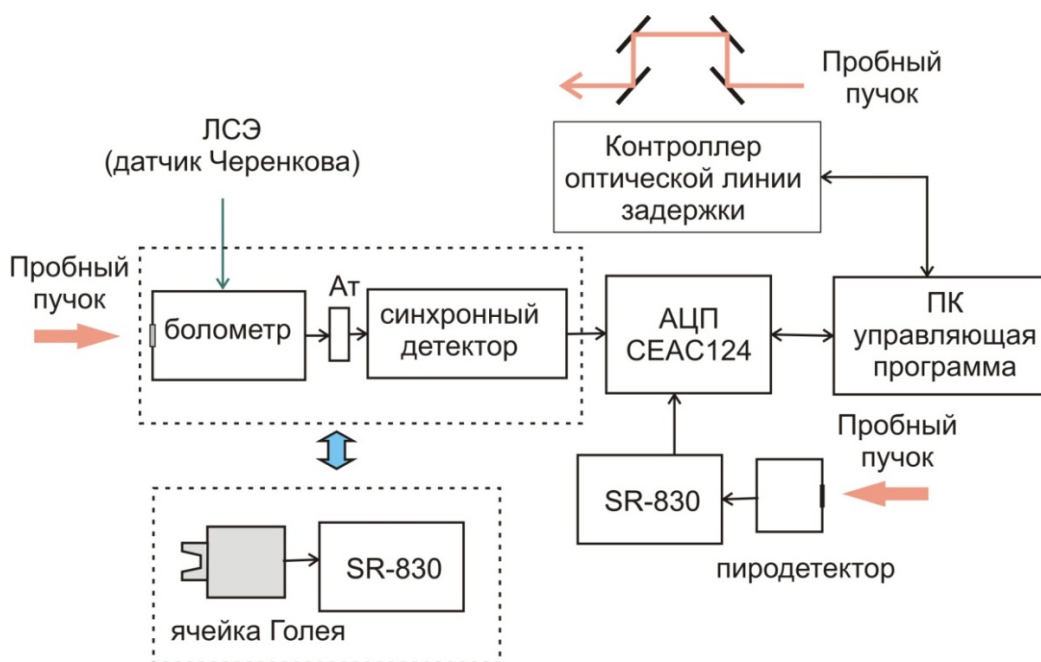 Пробный
пучок
ЛСЭ
(датчик Черенкова)
Контроллер
оптической линии
задержки
Пробный
пучок
болометр
Ат
синхронный
детектор
АЦП
CEAC124
ПК
управляющая
программа
Пробный
пучок
SR-830
пиродетектор
SR-830
ячейка Голея